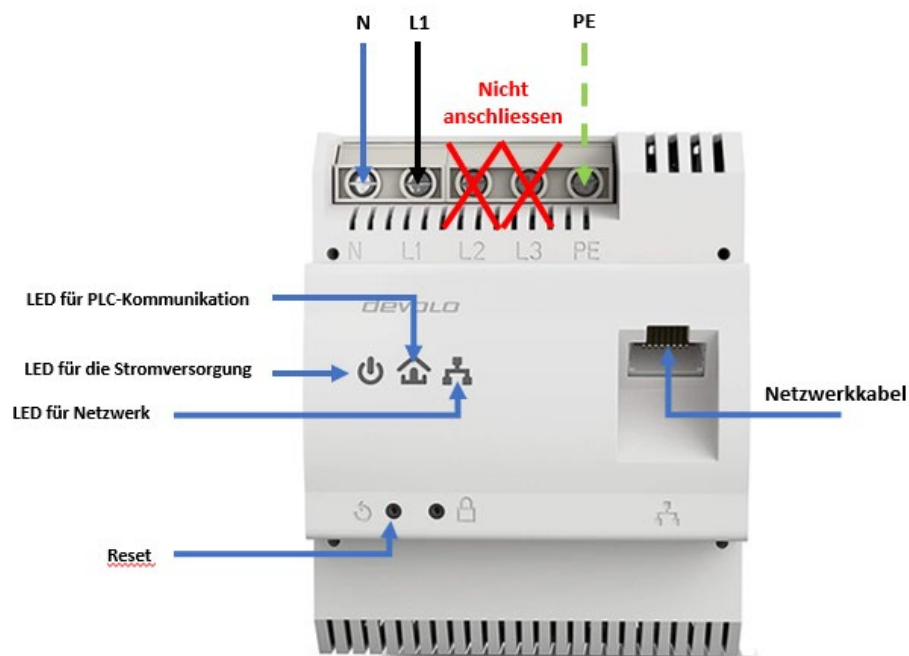 N
L1
PE
Nicht
anschliessen
N L1 L2 L3 PE
LED für PLC-Kommunikation
devolo
LED für die Stromversorgung
LED für Netzwerk
Netzwerkkabel
Reset